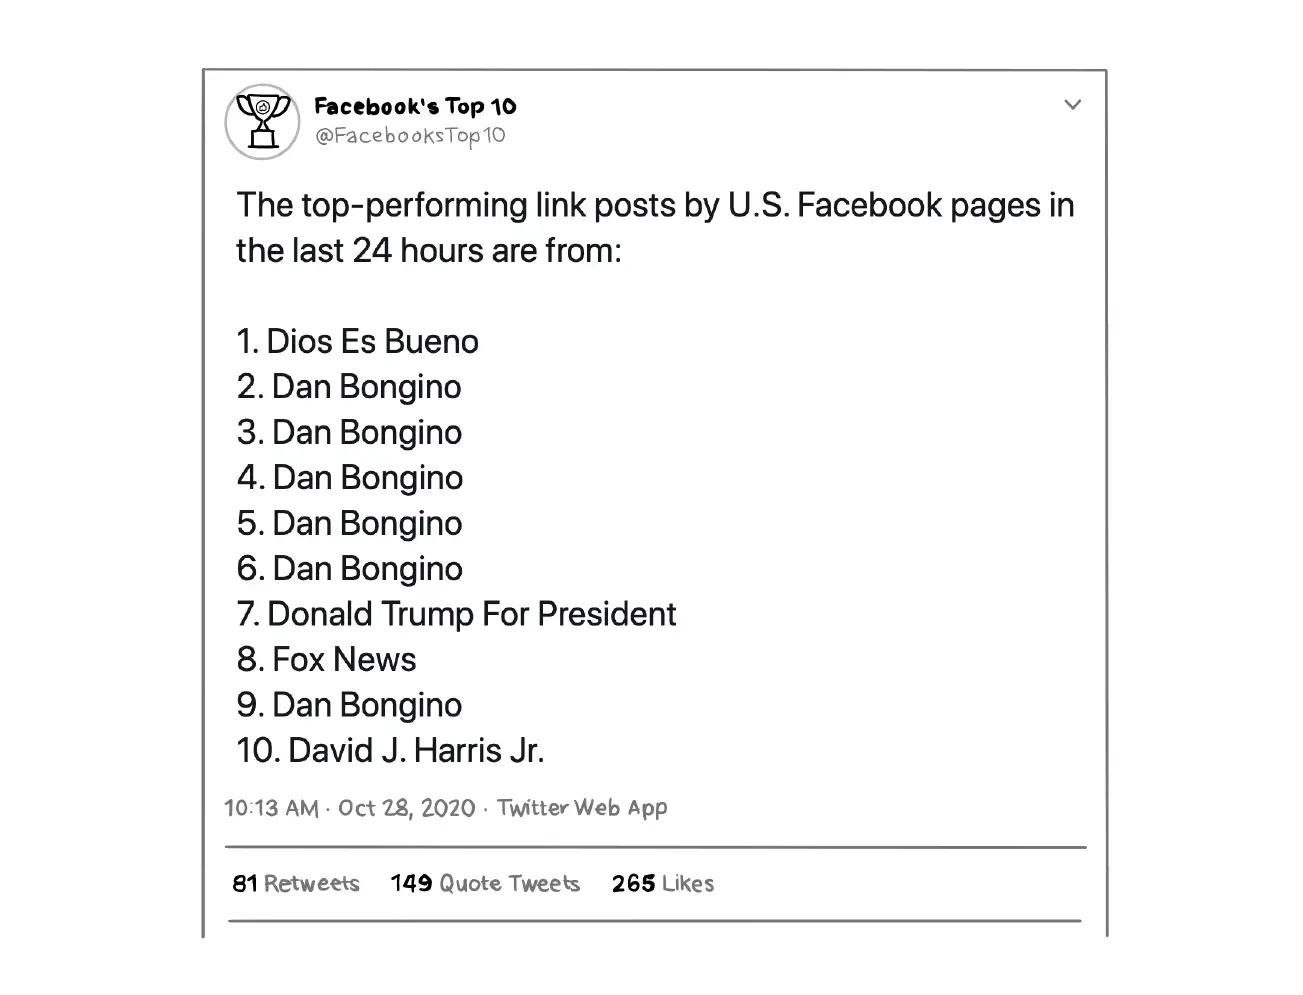 Facebook's Top 10
@FacebooksTop10
The top-performing link posts by U.S. Facebook pages in
the last 24 hours are from:
1. Dios Es Bueno
2. Dan Bongino
3. Dan Bongino
4. Dan Bongino
5. Dan Bongino
6. Dan Bongino
7. Donald Trump For President
8. Fox News
9. Dan Bongino
10. David J. Harris Jr.
10:13 AM · Oct 28, 2020 · Twitter Web App
81 Retweets 149 Quote Tweets 265 Likes